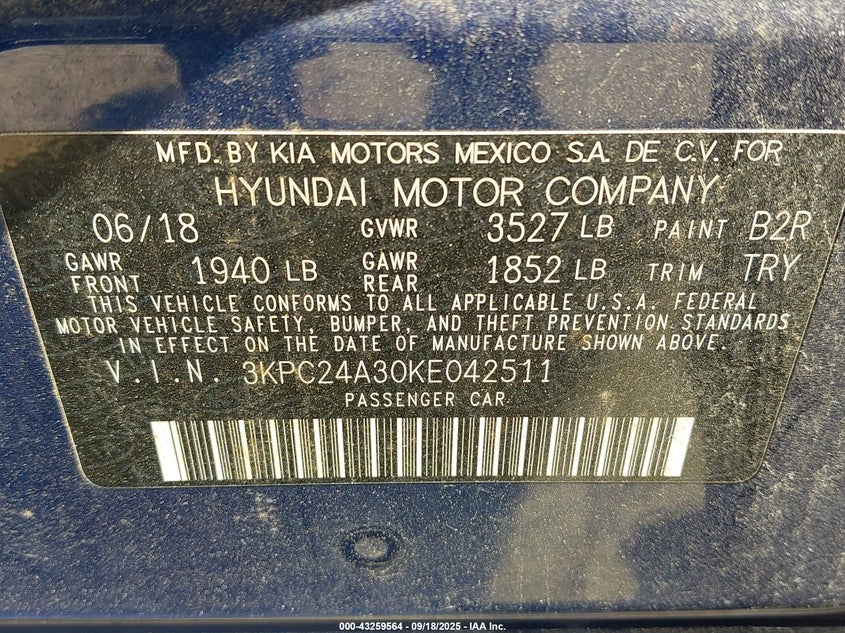 MFD. BY KIA MOTORS MEXICO S.A. DE C.V. FOR
HYUNDAI MOTOR COMPANY
06/18 GVWR 3527 LB PAINT B2R
GAWR FRONT 1940 LB GAWR REAR 1852 LB TRIM TRY
THIS VEHICLE CONFORMS TO ALL APPLICABLE U.S.A. FEDERAL
MOTOR VEHICLE SAFETY, BUMPER, AND THEFT PREVENTION STANDARDS
IN EFFECT ON THE DATE OF MANUFACTURE SHOWN ABOVE.
V.I.N. 3KPC24A30KE042511
PASSENGER CAR
000-43259564 - 09/18/2025 - IAA Inc.